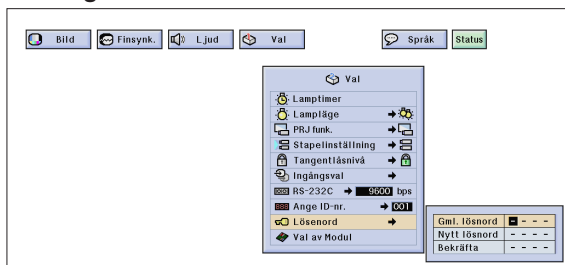 Bild Finsynk. Ljud Val Språk Status
Val
Lamptimer
Lampläge
PRJ funk.
Stapelinställning
Tangentlåsnivå
Ingångsval
RS-232C 9600 bps
Ange ID-nr. 001
Lösenord
Val av Modul
Gml. lösnord - - - -
Nytt lösnord - - - -
Bekräfta - - - -